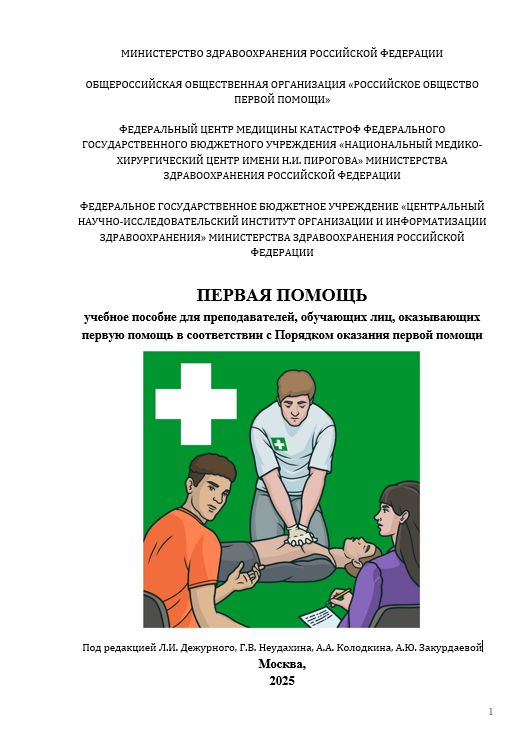 МИНИСТЕРСТВО ЗДРАВООХРАНЕНИЯ РОССИЙСКОЙ ФЕДЕРАЦИИ
ОБЩЕРОССИЙСКАЯ ОБЩЕСТВЕННАЯ ОРГАНИЗАЦИЯ «РОССИЙСКОЕ ОБЩЕСТВО
ПЕРВОЙ ПОМОЩИ»
ФЕДЕРАЛЬНЫЙ ЦЕНТР МЕДИЦИНЫ КАТАСТРОФ ФЕДЕРАЛЬНОГО
ГОСУДАРСТВЕННОГО БЮДЖЕТНОГО УЧРЕЖДЕНИЯ «НАЦИОНАЛЬНЫЙ МЕДИКО-
ХИРУРГИЧЕСКИЙ ЦЕНТР ИМЕНИ Н.И. ПИРОГОВА» МИНИСТЕРСТВА
ЗДРАВООХРАНЕНИЯ РОССИЙСКОЙ ФЕДЕРАЦИИ
ФЕДЕРАЛЬНОЕ ГОСУДАРСТВЕННОЕ БЮДЖЕТНОЕ УЧРЕЖДЕНИЕ «ЦЕНТРАЛЬНЫЙ
НАУЧНО-ИССЛЕДОВАТЕЛЬСКИЙ ИНСТИТУТ ОРГАНИЗАЦИИ И ИНФОРМАТИЗАЦИИ
ЗДРАВООХРАНЕНИЯ» МИНИСТЕРСТВА ЗДРАВООХРАНЕНИЯ РОССИЙСКОЙ
ФЕДЕРАЦИИ
ПЕРВАЯ ПОМОЩЬ
учебное пособие для преподавателей, обучающих лиц, оказывающих
первую помощь в соответствии с Порядком оказания первой помощи
Под редакцией Л.И. Дежурного, Г.В. Неудахина, А.А. Колодкина, А.Ю. Закурдаевой
Москва,
2025
1